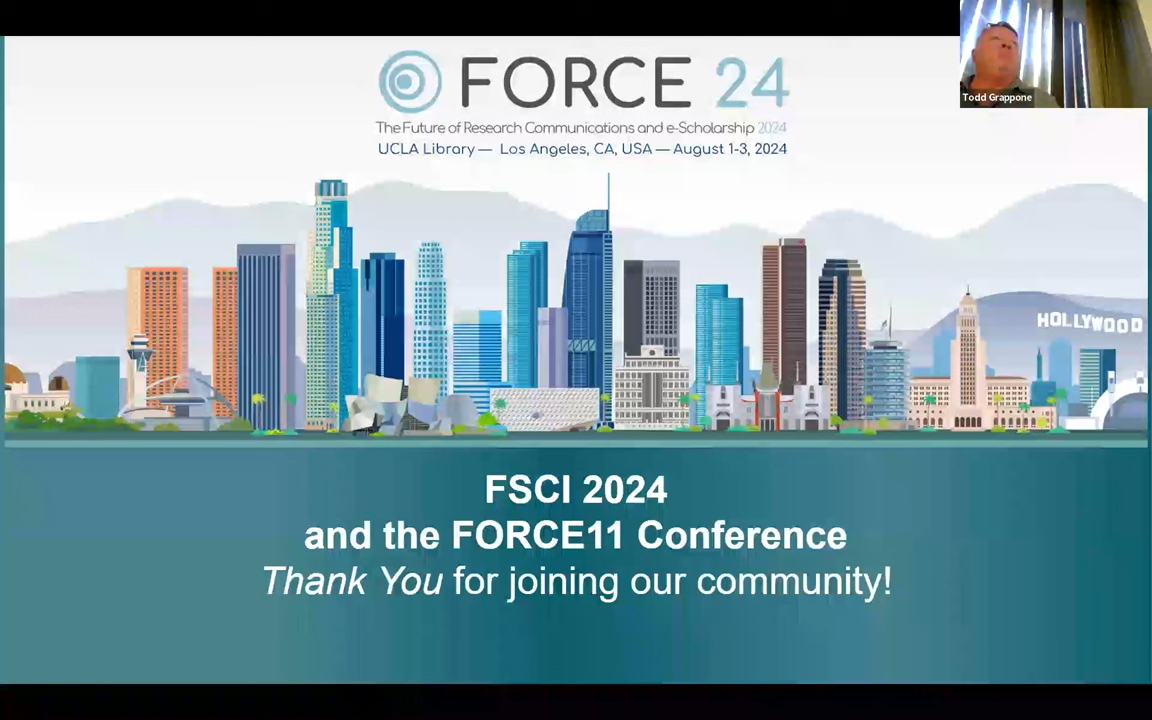 FORCE 24
The Future of Research Communications and e-Scholarship 2024
UCLA Library — Los Angeles, CA, USA — August 1-3, 2024
Todd Grappone
HOLLYWOOD
FSCI 2024
and the FORCE11 Conference
Thank You for joining our community!